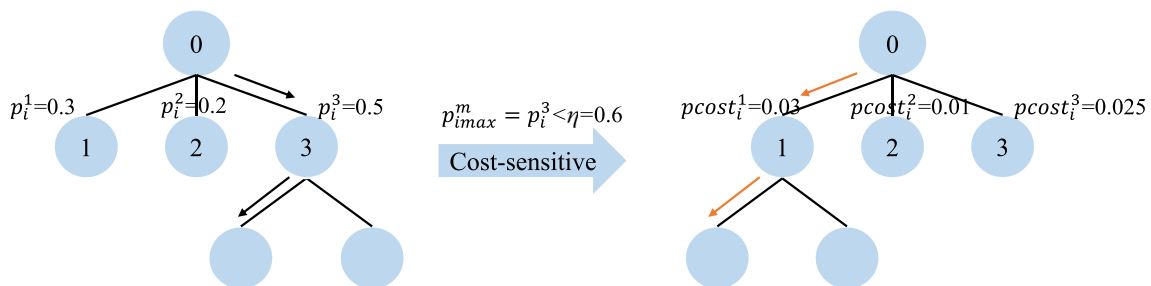 0
p_i^1=0.3
p_i^2=0.2
p_i^3=0.5
1
2
3
p_{imax}^m = p_i^3<η=0.6
Cost-sensitive
0
pcost_i^1=0.03
pcost_i^2=0.01
pcost_i^3=0.025
1
2
3